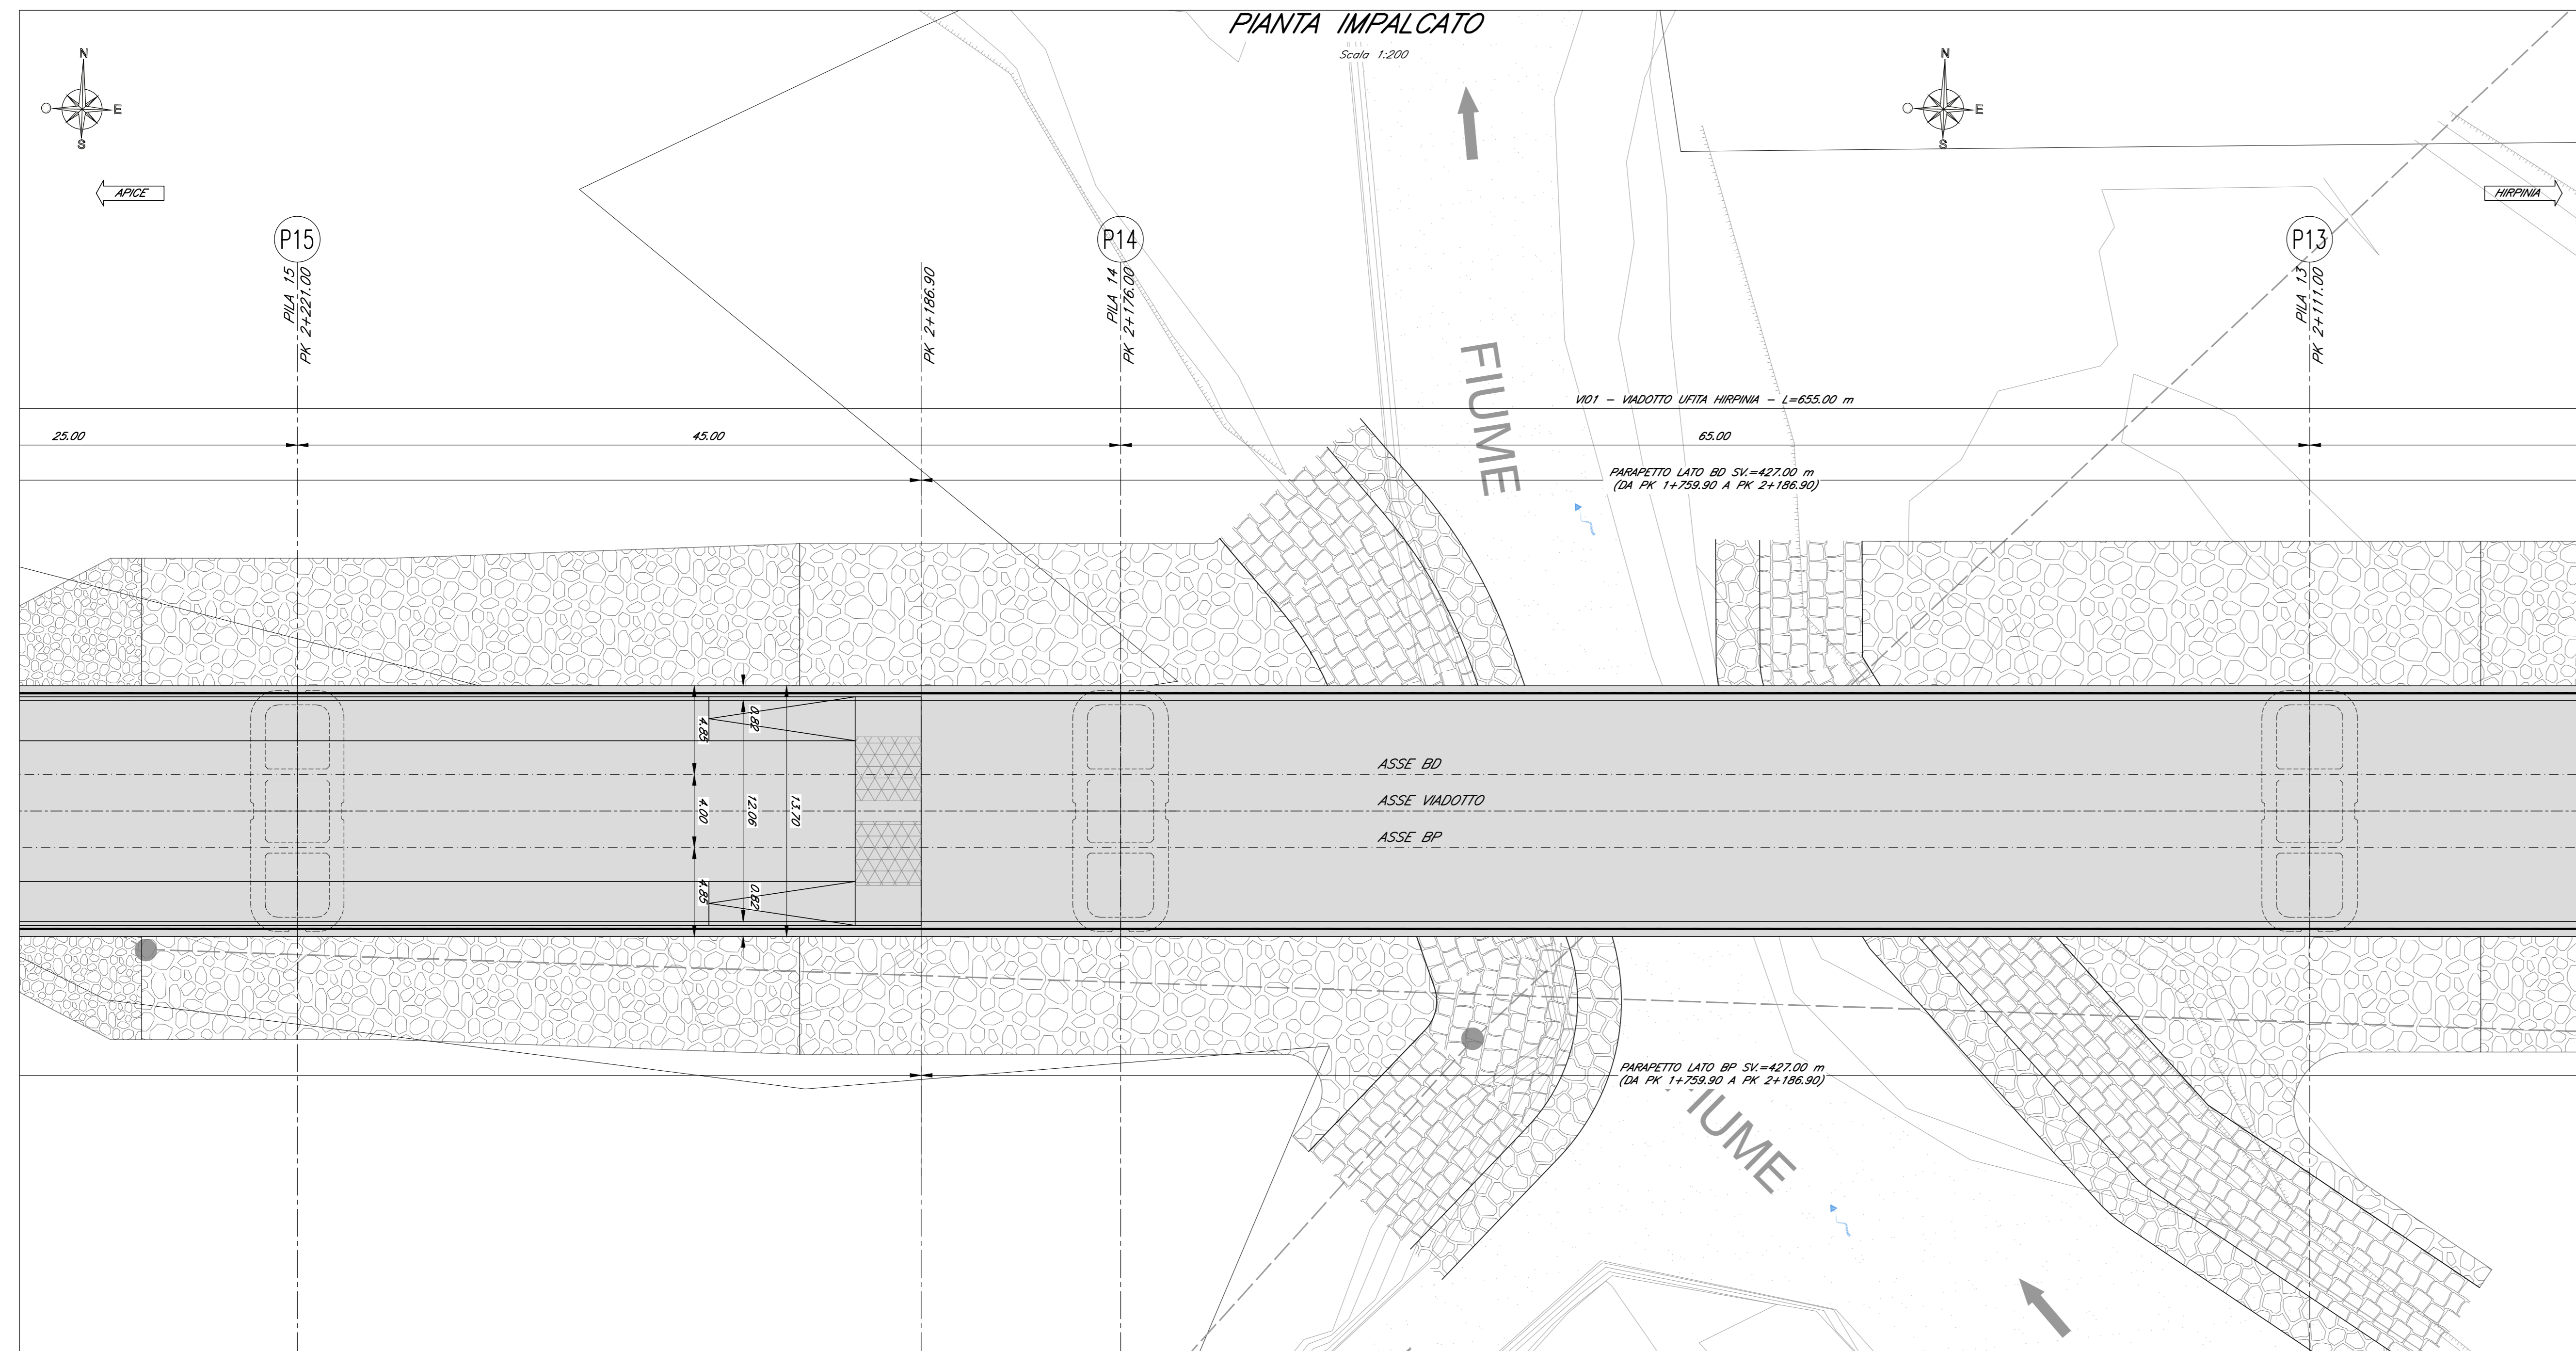 PIANTA IMPALCATO
Scala 1:200
N
O
E
S
N
O
E
S
APICE
HIRPINIA
P15
P14
P13
PILA 15
PK 2+221.00
PK 2+186.90
PILA 14
PK 2+176.00
PILA 13
PK 2+111.00
FIUME
VI01 - VIADOTTO UFITA HIRPINIA - L=655.00 m
25.00
45.00
65.00
PARAPETTO LATO BD SV.=427.00 m
(DA PK 1+759.90 A PK 2+186.90)
4.85
0.82
4.00
12.06
13.70
4.85
0.82
ASSE BD
ASSE VIADOTTO
ASSE BP
PARAPETTO LATO BP SV.=427.00 m
(DA PK 1+759.90 A PK 2+186.90)
FIUME